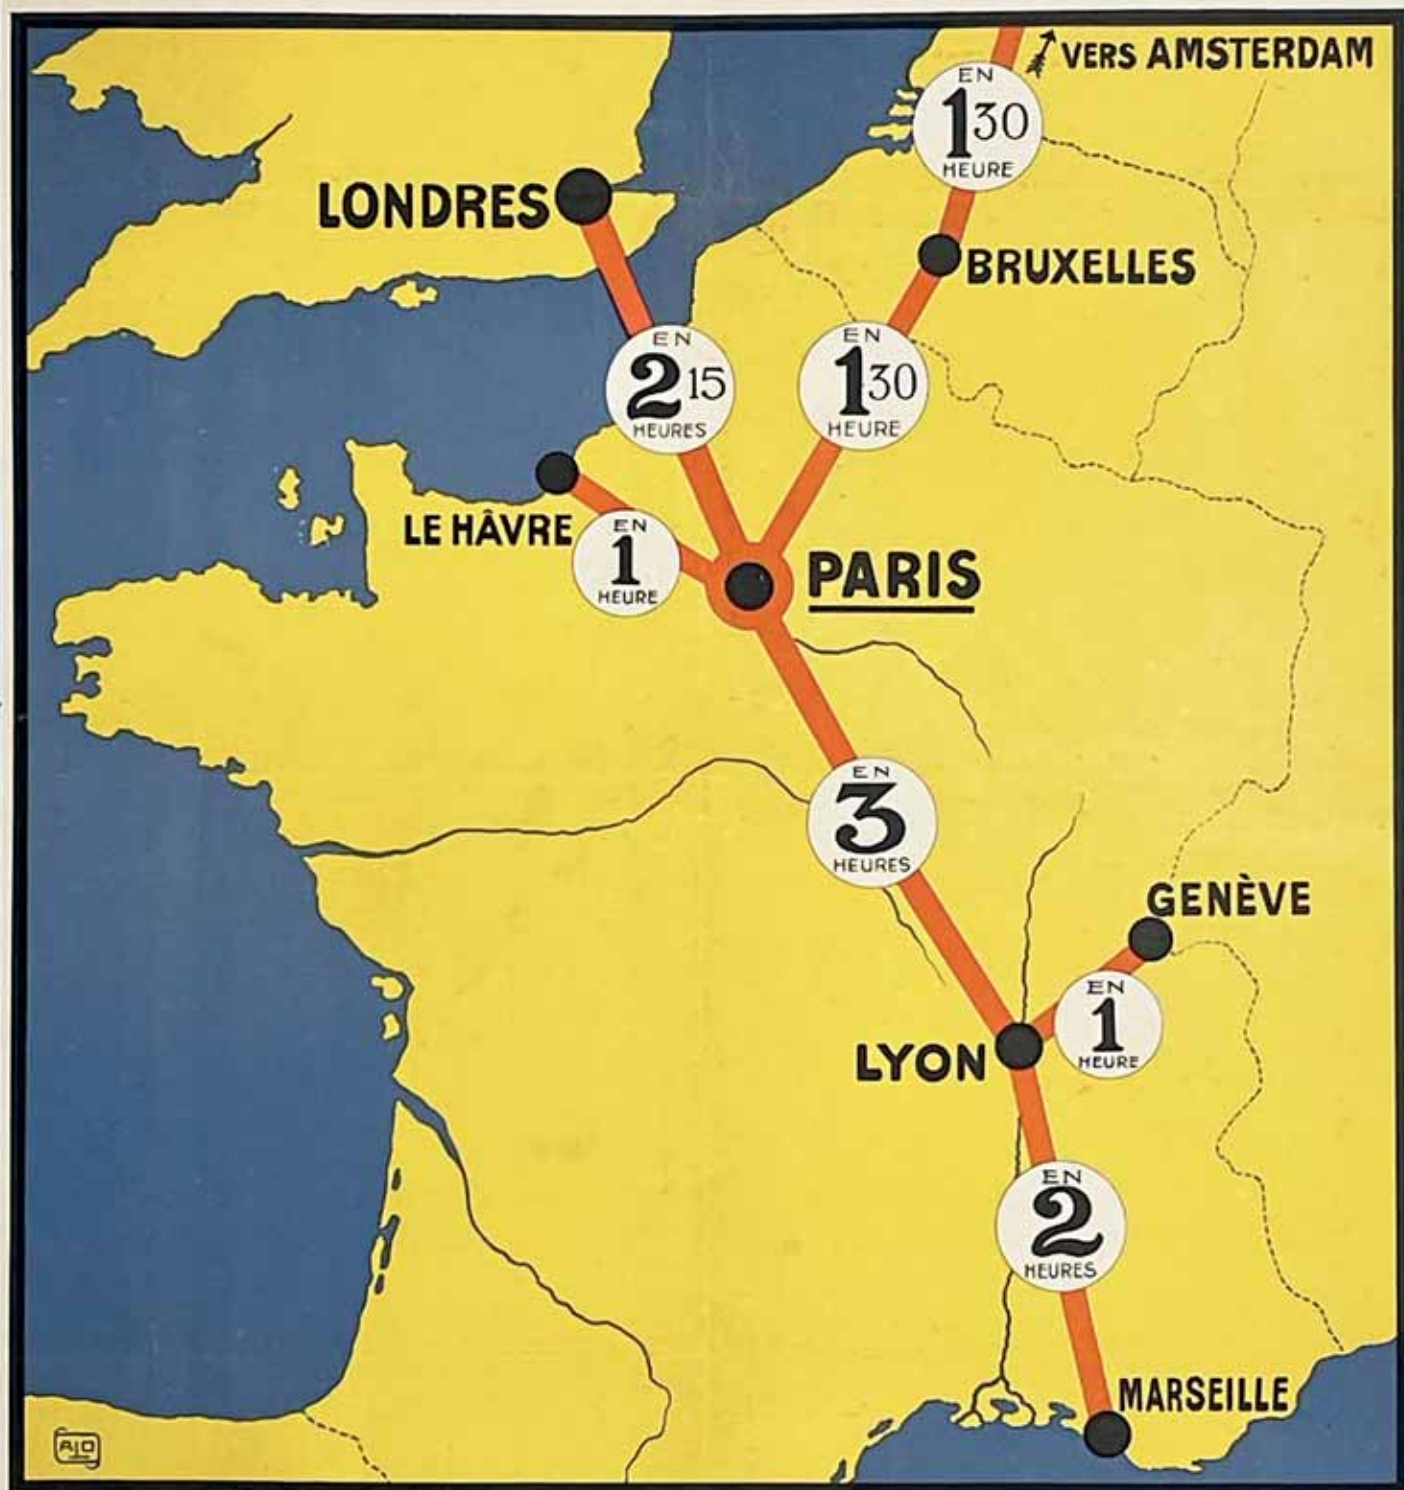 VERS AMSTERDAM
EN
1 30
HEURE
LONDRES
BRUXELLES
EN
2 15
HEURES
EN
1 30
HEURE
LE HÂVRE
EN
1
HEURE
PARIS
EN
3
HEURES
GENÈVE
EN
1
HEURE
LYON
EN
2
HEURES
MARSEILLE